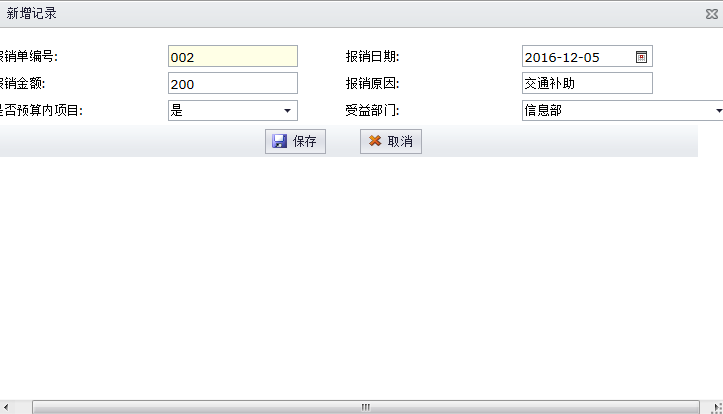 新增记录
报销单编号: 002 报销日期: 2016-12-05
报销金额: 200 报销原因: 交通补助
是否预算内项目: 是 受益部门: 信息部
保存 取消